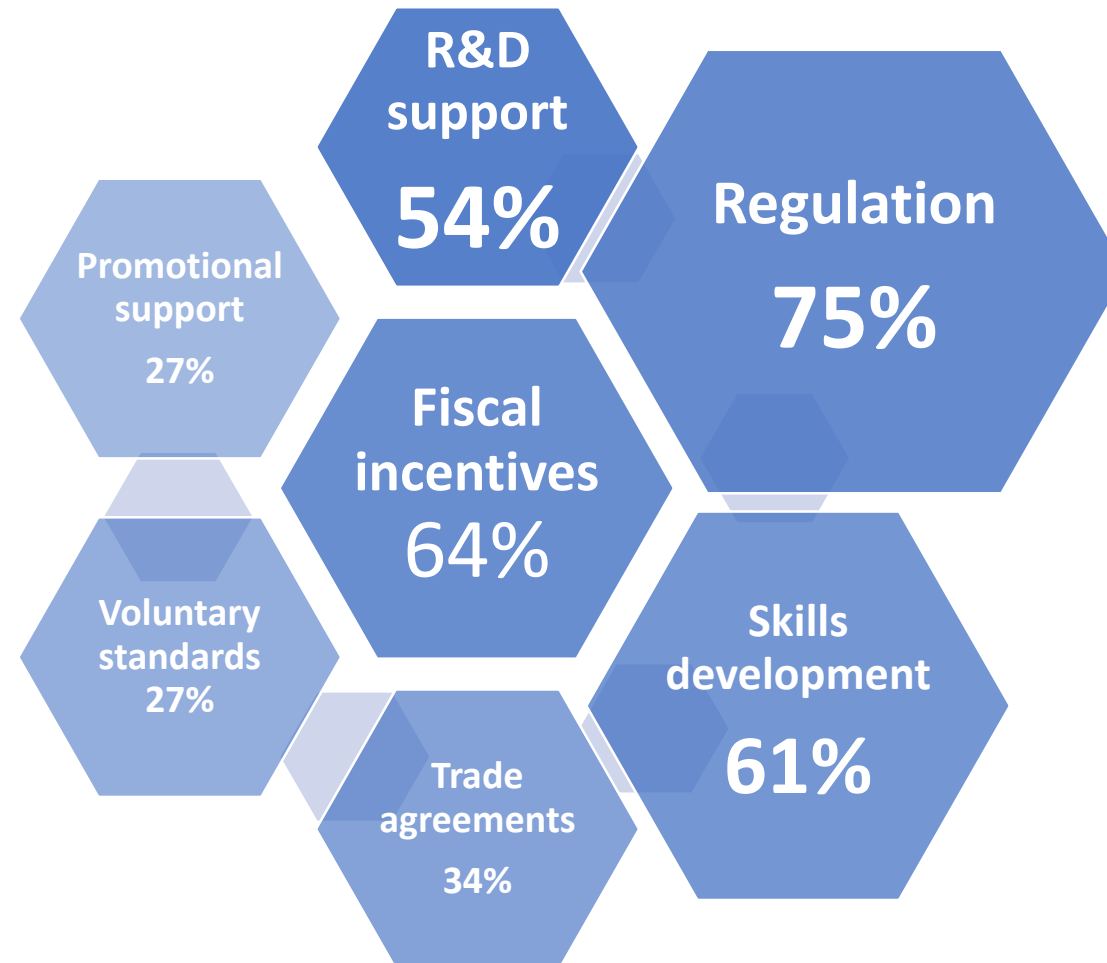 R&D
support
54%
Regulation
75%
Promotional
support
27%
Fiscal
incentives
64%
Voluntary
standards
27%
Skills
development
61%
Trade
agreements
34%